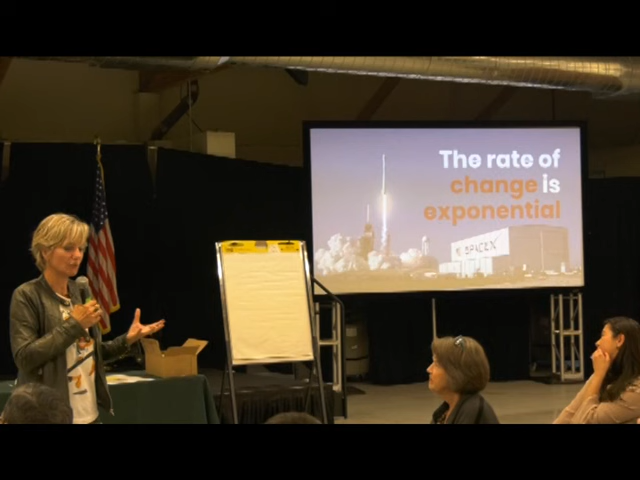 The rate of
change is
exponential
SPACEX